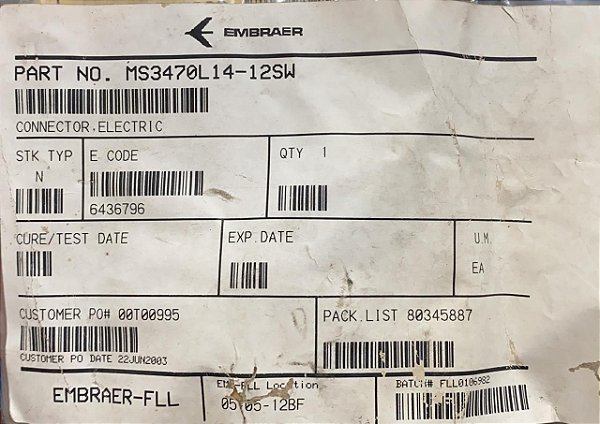 EMBRAER
PART NO. MS3470L14-12SW
CONNECTOR,ELECTRIC
STK TYP
N
E CODE
6436796
QTY 1
CURE/TEST DATE
EXP.DATE
U.M.
EA
CUSTOMER PO# 00T00995
CUSTOMER PO DATE 22JUN2003
PACK.LIST 80345887
EMBRAER-FLL
EMB-FLL Location
05-05-12BF
BATCH# FLL0106982